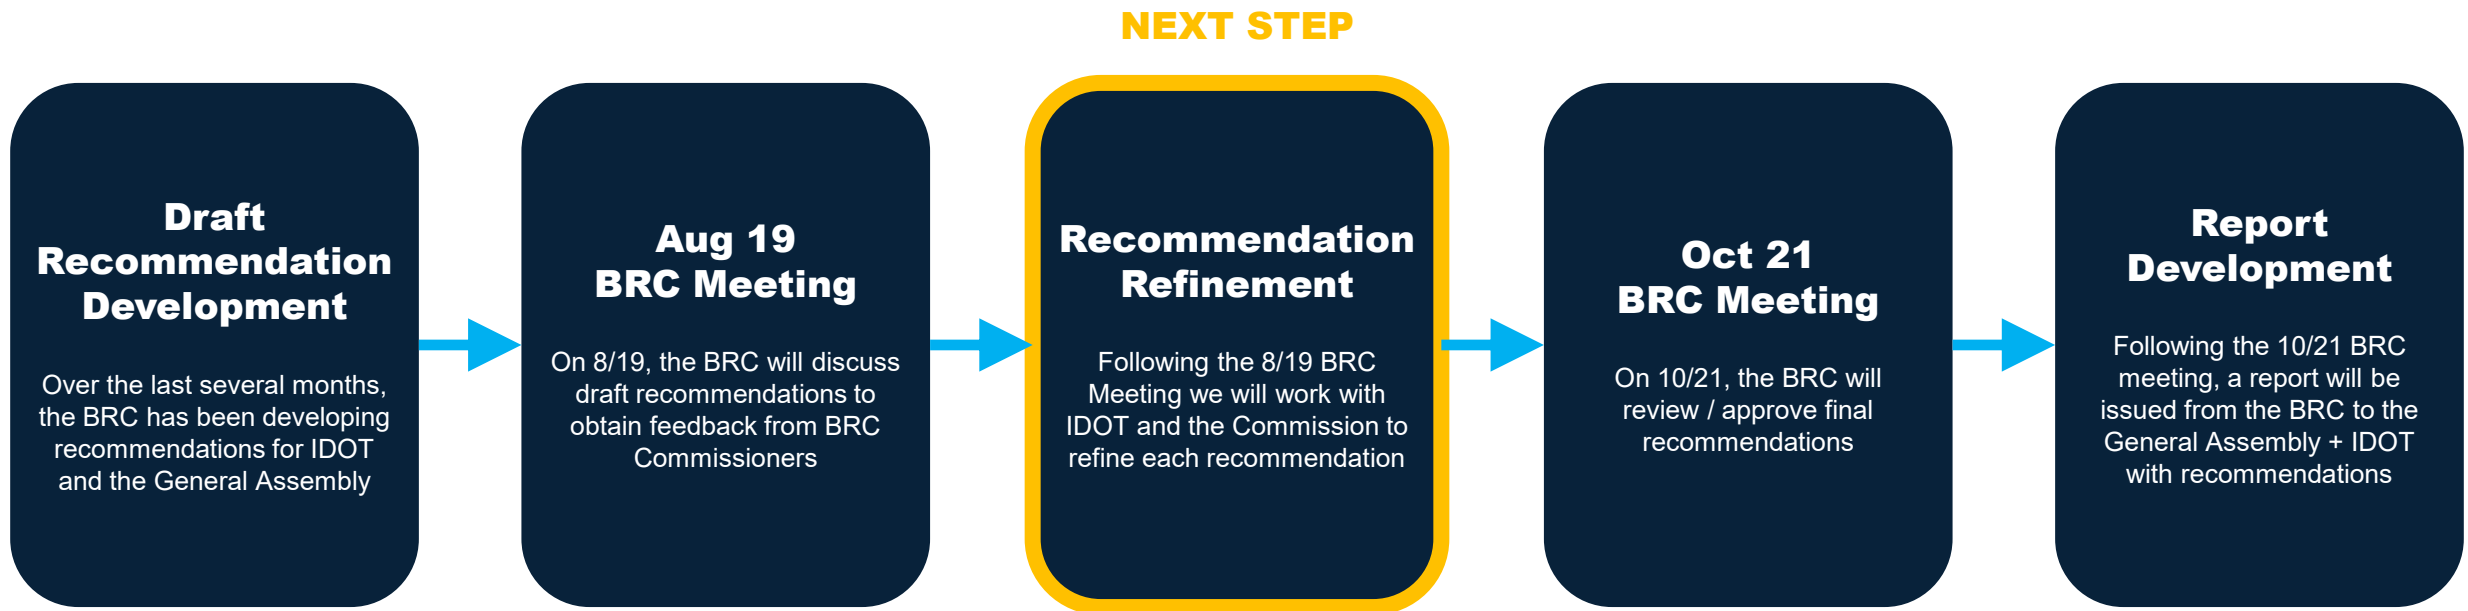 NEXT STEP
Draft
Recommendation
Development
Over the last several months,
the BRC has been developing
recommendations for IDOT
and the General Assembly
Aug 19
BRC Meeting
On 8/19, the BRC will discuss
draft recommendations to
obtain feedback from BRC
Commissioners
Recommendation
Refinement
Following the 8/19 BRC
Meeting we will work with
IDOT and the Commission to
refine each recommendation
Oct 21
BRC Meeting
On 10/21, the BRC will
review / approve final
recommendations
Report
Development
Following the 10/21 BRC
meeting, a report will be
issued from the BRC to the
General Assembly + IDOT
with recommendations